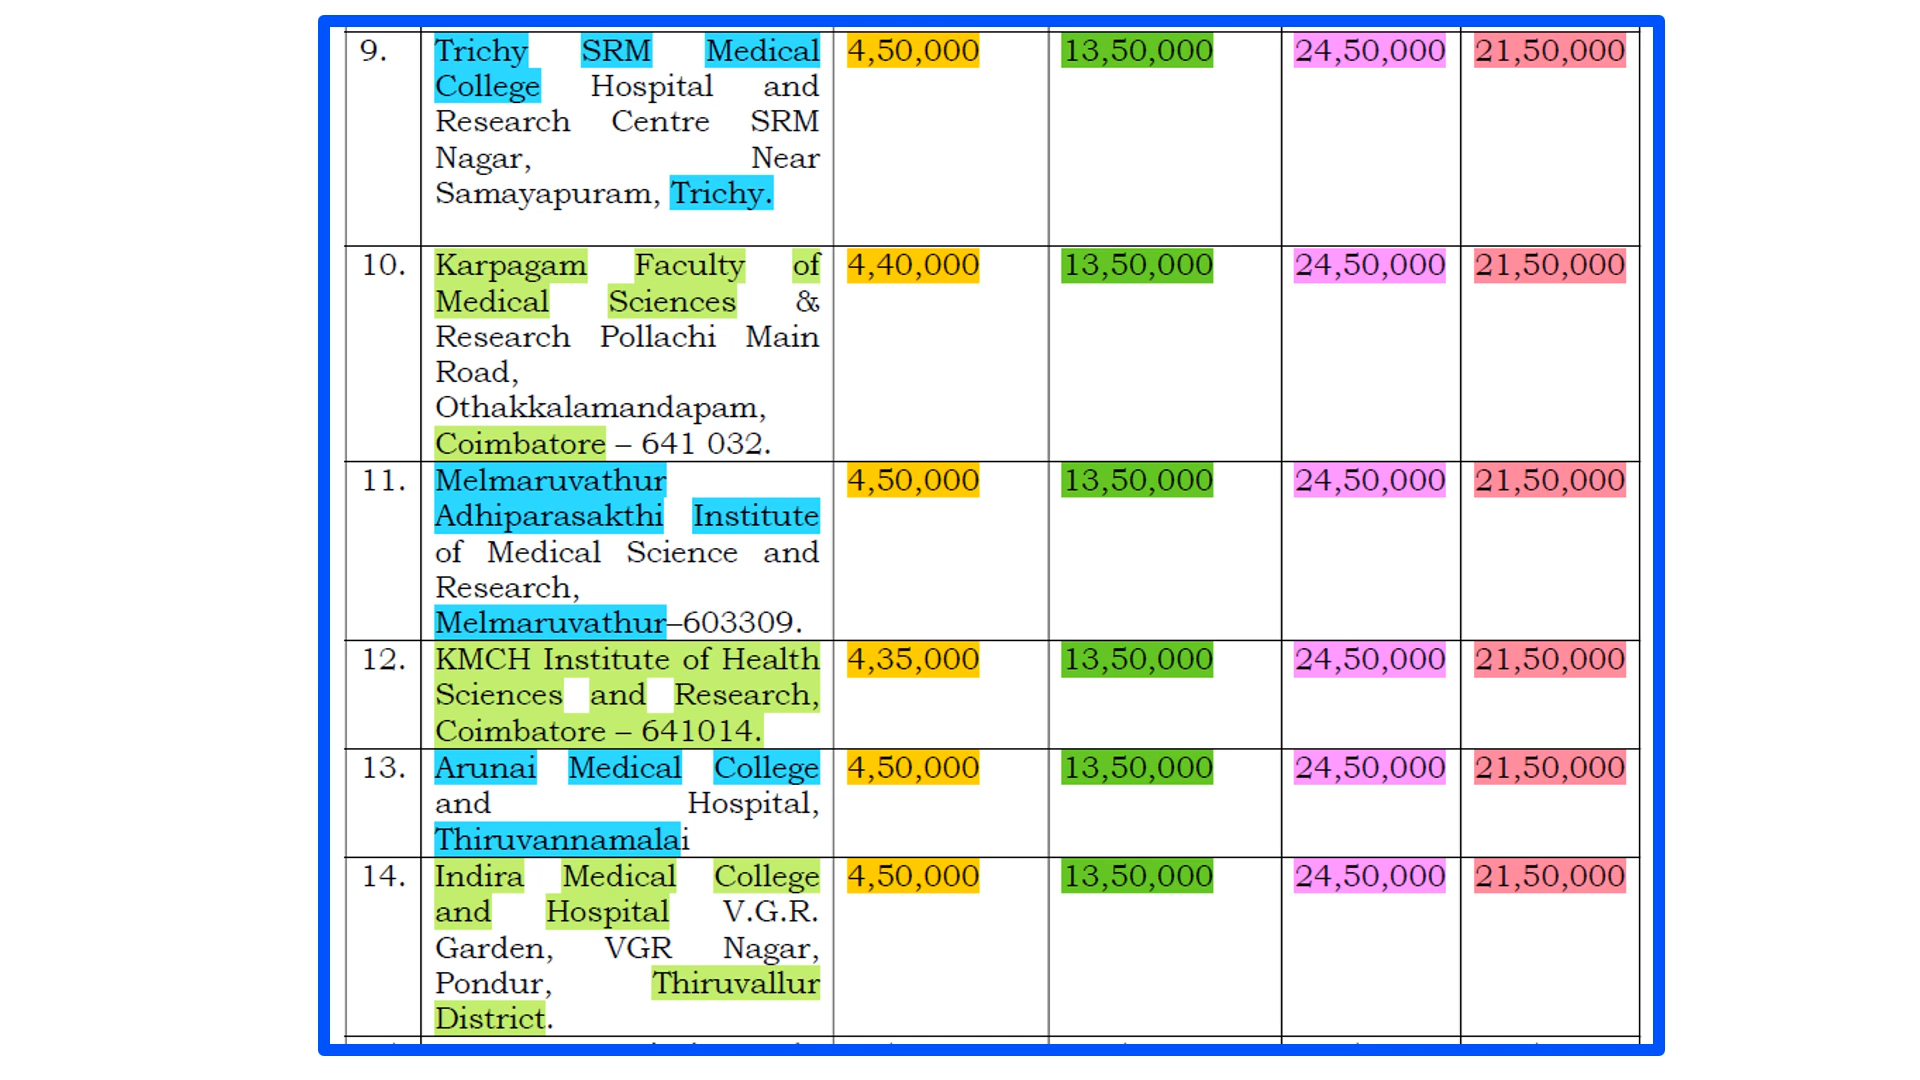 9. Trichy SRM Medical 4,50,000 13,50,000 24,50,000 21,50,000
College Hospital and
Research Centre SRM
Nagar, Near
Samayapuram, Trichy.
10. Karpagam Faculty of 4,40,000 13,50,000 24,50,000 21,50,000
Medical Sciences &
Research Pollachi Main
Road,
Othakkalamandapam,
Coimbatore – 641 032.
11. Melmaruvathur 4,50,000 13,50,000 24,50,000 21,50,000
Adhiparasakthi Institute
of Medical Science and
Research,
Melmaruvathur–603309.
12. KMCH Institute of Health 4,35,000 13,50,000 24,50,000 21,50,000
Sciences and Research,
Coimbatore – 641014.
13. Arunai Medical College 4,50,000 13,50,000 24,50,000 21,50,000
and Hospital,
Thiruvannamalai
14. Indira Medical College 4,50,000 13,50,000 24,50,000 21,50,000
and Hospital V.G.R.
Garden, VGR Nagar,
Pondur, Thiruvallur
District.